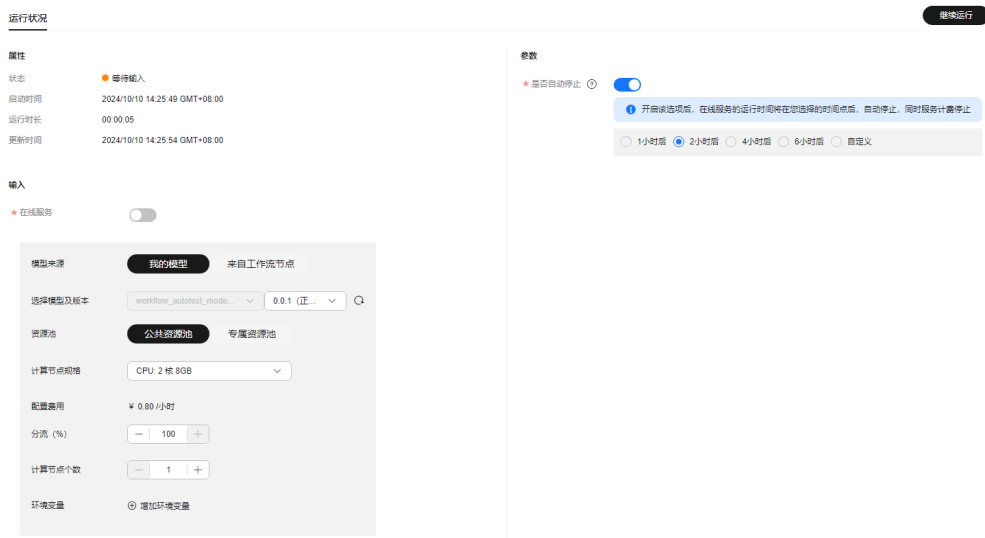 运行状况
继续运行
属性
状态 等待输入
启动时间 2024/10/10 14:25:49 GMT+08:00
运行时长 00:00:05
更新时间 2024/10/10 14:25:54 GMT+08:00
输入
* 在线服务
模型来源 我的模型 来自工作流节点
选择模型及版本 workflow_autotest_mode... 0.0.1 (正...
资源池 公共资源池 专属资源池
计算节点规格 CPU: 2 核 8GB
配置费用 ¥ 0.80 /小时
分流（%） — 100 +
计算节点个数 — 1 +
环境变量 增加环境变量
参数
* 是否自动停止 ?
开启该选项后，在线服务的运行时间将在您选择的时间点后，自动停止，同时服务计费停止
1小时后 2小时后 4小时后 6小时后 自定义